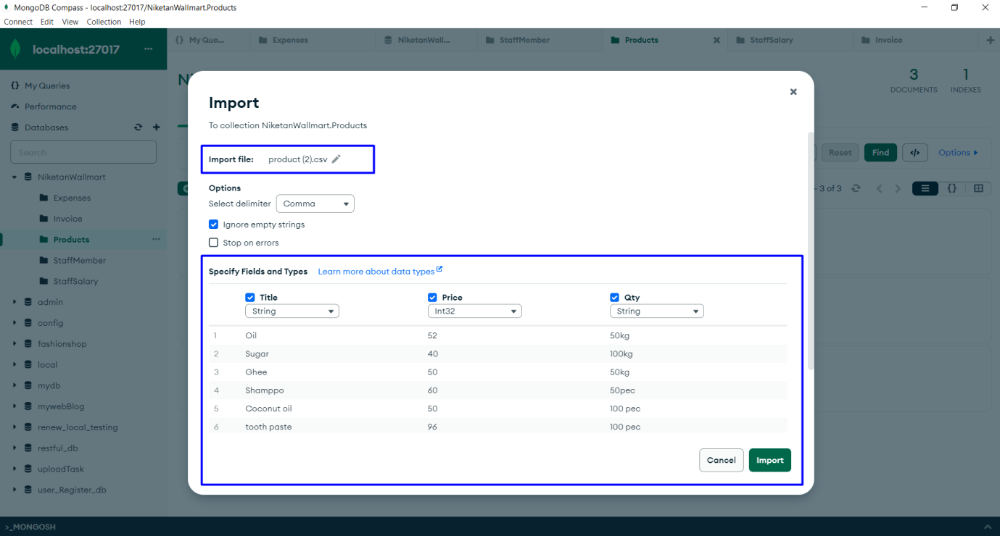 MongoDB Compass - localhost:27017/NiketanWallmart.Products
Connect Edit View Collection Help
localhost:27017 ...
{} My Que... Expenses NiketanWall... StaffMember Products StaffSalary Invoice
My Queries
Performance
Databases
Search
NiketanWallmart
Expenses
Invoice
Products
StaffMember
StaffSalary
admin
config
fashionshop
local
mydb
mywebBlog
renew_local_testing
restful_db
uploadTask
user_Register_db
3 1
DOCUMENTS INDEXES
Reset Find </> Options
- 3 of 3
Import
To collection NiketanWallmart.Products
Import file: product (2).csv
Options
Select delimiter Comma
Ignore empty strings
Stop on errors
Specify Fields and Types Learn more about data types
Title Price Qty
String Int32 String
1 Oil 52 50kg
2 Sugar 40 100kg
3 Ghee 50 50kg
4 Shamppo 60 50pec
5 Coconut oil 50 100 pec
6 tooth paste 96 100 pec
Cancel Import
>_MONGOSH